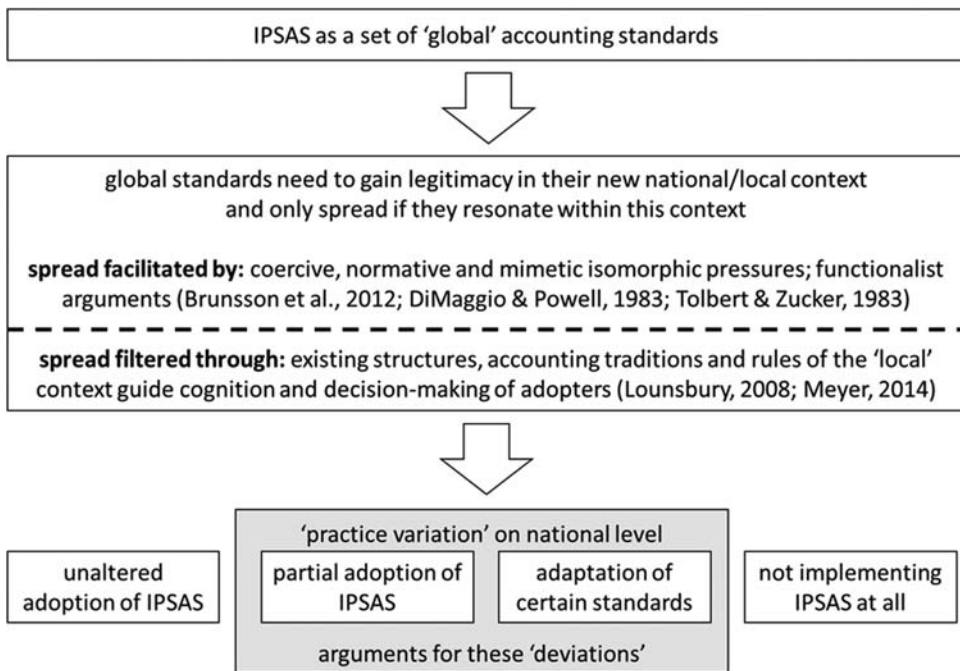 IPSAS as a set of ‘global’ accounting standards
global standards need to gain legitimacy in their new national/local context
and only spread if they resonate within this context
spread facilitated by: coercive, normative and mimetic isomorphic pressures; functionalist
arguments (Brunsson et al., 2012; DiMaggio & Powell, 1983; Tolbert & Zucker, 1983)
spread filtered through: existing structures, accounting traditions and rules of the ‘local’
context guide cognition and decision-making of adopters (Lounsbury, 2008; Meyer, 2014)
‘practice variation’ on national level
unaltered
adoption of IPSAS
partial adoption of
IPSAS
adaptation of
certain standards
not implementing
IPSAS at all
arguments for these ‘deviations’